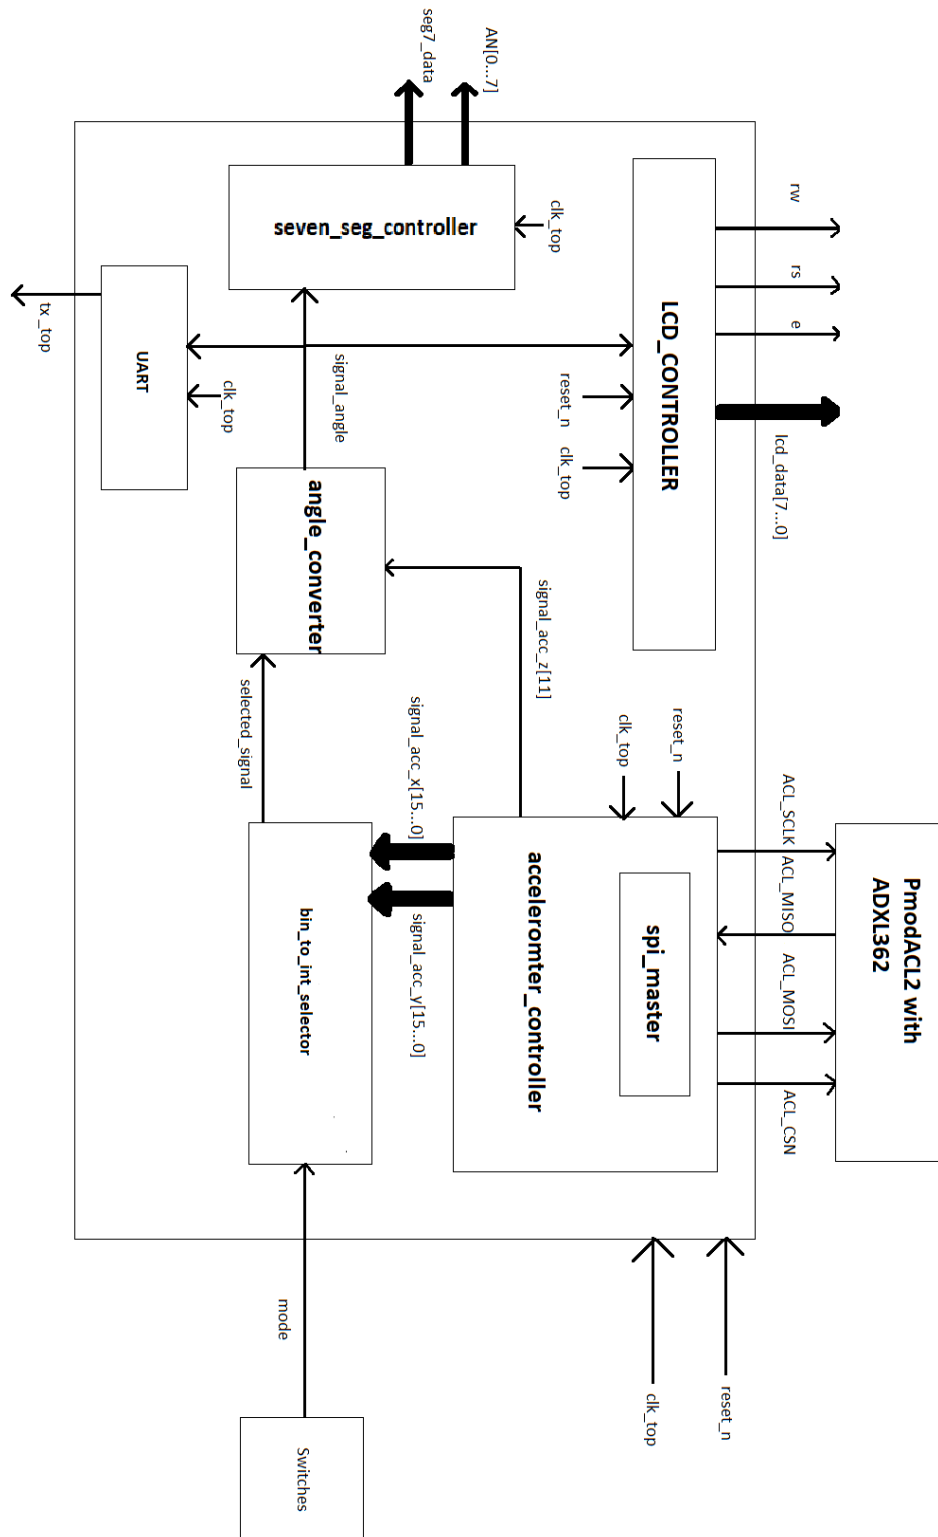 seg7_data
AN[0...7]
seven_seg_controller
clk_top
rw
rs
e
lcd_data[7...0]
LCD_CONTROLLER
reset_n
clk_top
tx_top
UART
clk_top
signal_angle
angle_converter
signal_acc_z[11]
selected_signal
signal_acc_x[15...0]
signal_acc_y[15...0]
clk_top
reset_n
acceleromter_controller
spi_master
bin_to_int_selector
ACL_SCLK
ACL_MISO
ACL_MOSI
ACL_CSN
PmodACL2 with
ADXL362
mode
Switches
clk_top
reset_n